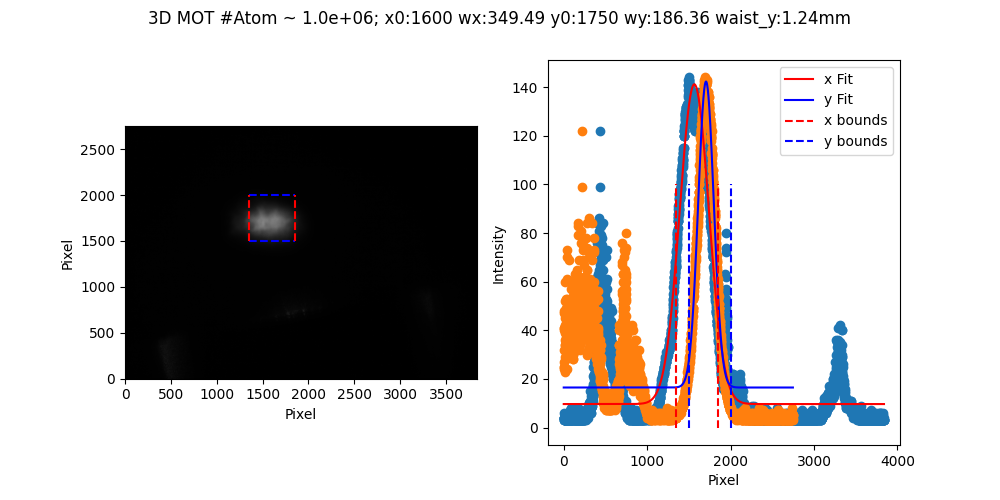 3D MOT #Atom ~ 1.0e+06; x0:1600 wx:349.49 y0:1750 wy:186.36 waist_y:1.24mm
2500
2000
1500
1000
500
0
0 500 1000 1500 2000 2500 3000 3500
Pixel
Pixel
140
120
100
80
60
40
20
0
0 1000 2000 3000 4000
Pixel
Intensity
x Fit
y Fit
x bounds
y bounds